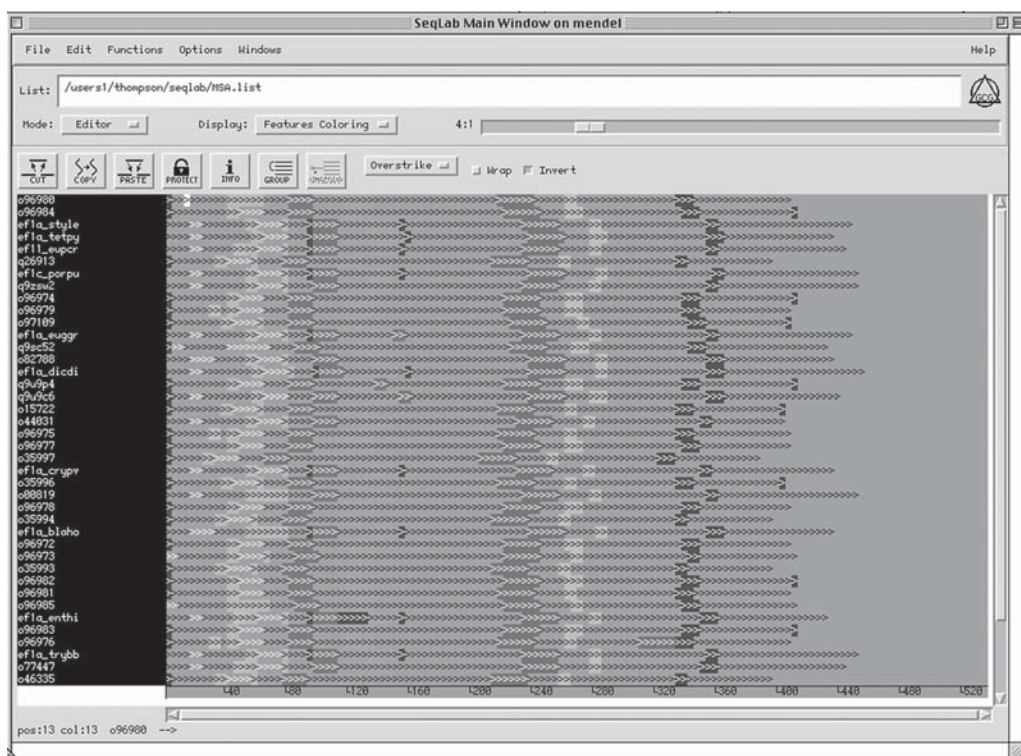 SeqLab Main Window on mendel
File Edit Functions Options Windows Help
List: /users1/thompson/seqlab/MSA.list
GCG
Mode: Editor Display: Features Coloring 4:1
CUT COPY PASTE PROTECT INFO GROUP UNGROUP Overstrike Wrap Invert
o96980
o96984
ef1a_style
ef1a_tetpy
ef11_eupcr
q26913
ef1c_porpu
q9zsw2
o96974
o96979
o97109
ef1a_euggr
q9sc52
o82788
ef1a_dicdi
q9u9p4
q9u9c6
o15722
o44031
o96975
o96977
o35997
ef1a_crypv
o35996
o00819
o96978
o35994
ef1a_blaho
o96972
o96973
o35993
o96982
o96981
o96985
ef1a_enthi
o96983
o96976
ef1a_trybb
o77447
o46335
40 80 120 160 200 240 280 320 360 400 440 480 520
pos:13 col:13 o96980 -->